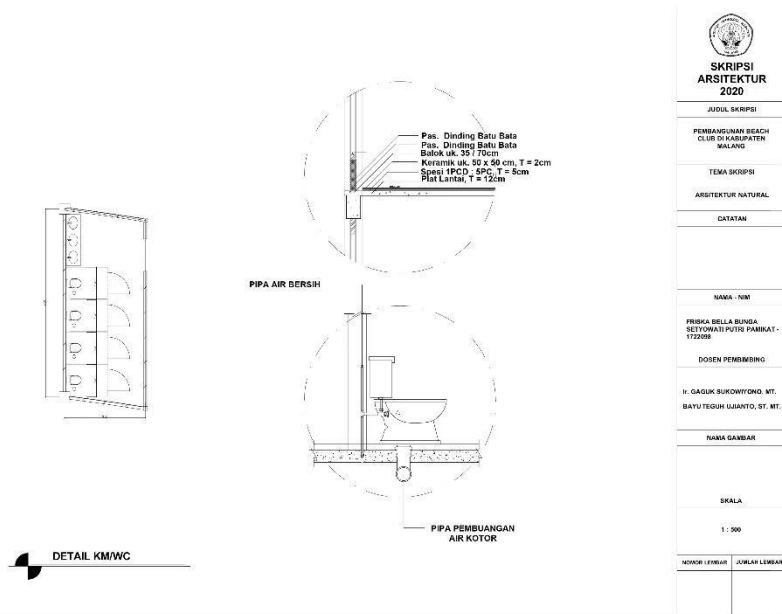 Pas. Dinding Batu Bata
Pas. Dinding Batu Bata
Balok uk. 35 / 70cm
Keramik uk. 50 x 50 cm, T = 2cm
Spesi 1PCD : 5PC, T = 5cm
Plat Lantai, T = 12cm
PIPA AIR BERSIH
PIPA PEMBUANGAN
AIR KOTOR
DETAIL KM/WC
SKRIPSI
ARSITEKTUR
2020
JUDUL SKRIPSI
PEMBANGUNAN BEACH
CLUB DI KABUPATEN
MALANG
TEMA SKRIPSI
ARSITEKTUR NATURAL
CATATAN
NAMA - NIM
FRISKA BELLA BUNGA
SETYOWATI PUTRI PAMIKAT -
1722098
DOSEN PEMBIMBING
Ir. GAGUK SUKOWIYONO, MT.
BAYU TEGUH UJIANTO, ST. MT.
NAMA GAMBAR
SKALA
1 : 500
NOMOR LEMBAR
JUMLAH LEMBAR